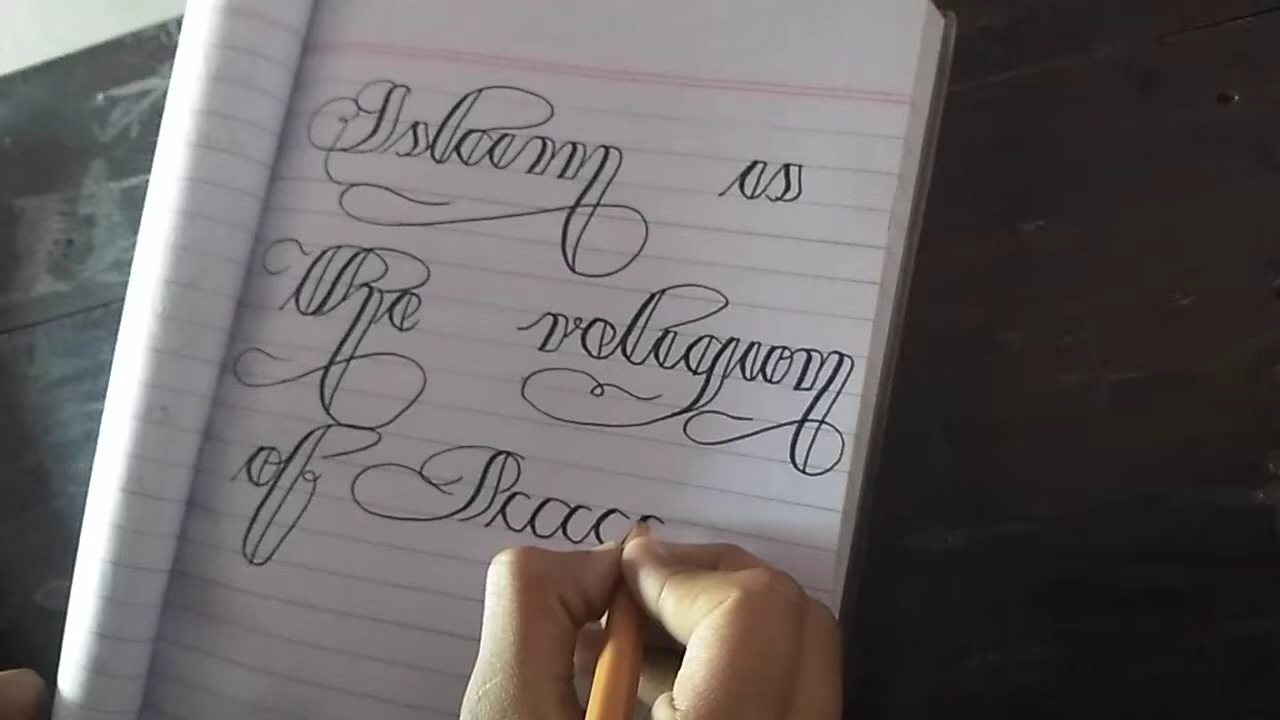 Islam is
the religion
of Peace